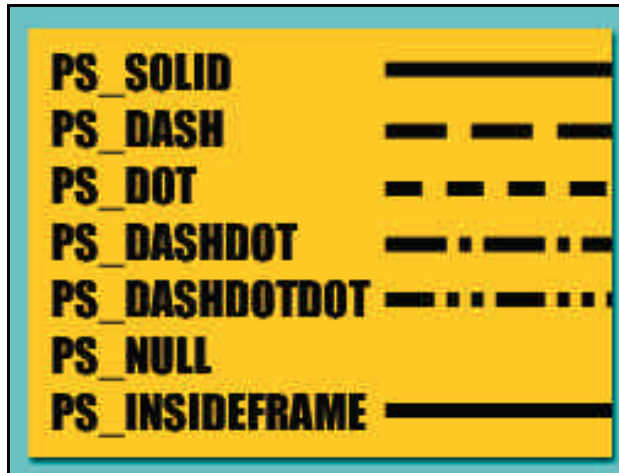 PS_SOLID
PS_DASH
PS_DOT
PS_DASHDOT
PS_DASHDOTDOT
PS_NULL
PS_INSIDEFRAME